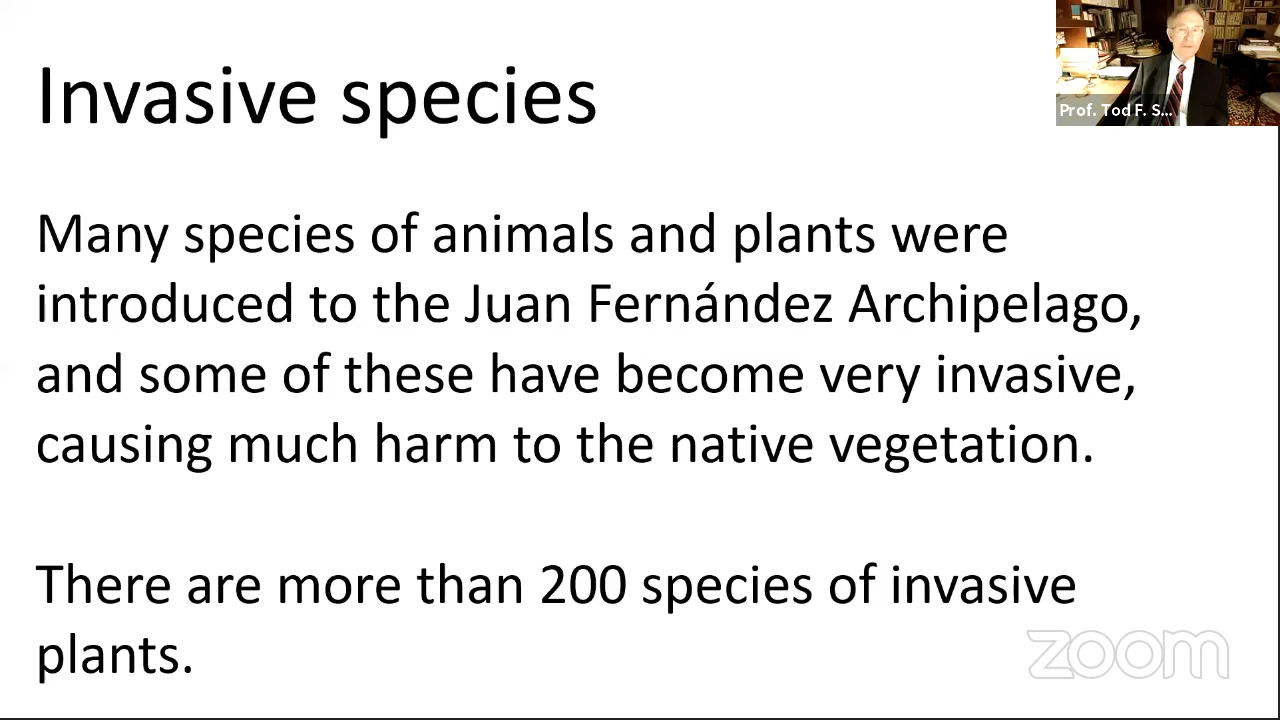 Invasive species
Prof. Tod F. S...
Many species of animals and plants were
introduced to the Juan Fernández Archipelago,
and some of these have become very invasive,
causing much harm to the native vegetation.
There are more than 200 species of invasive
plants.
zoom